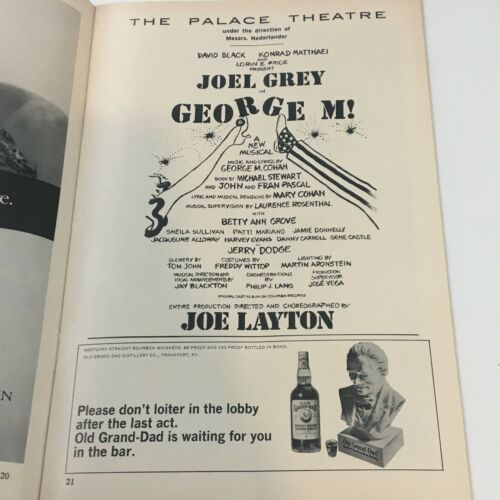 THE PALACE THEATRE
under the direction of
Messrs. Nederlander
DAVID BLACK KONRAD MATTHAEI
AND
LORIN E. PRICE
PRESENT
JOEL GREY
IN
GEORGE M!
A
NEW
MUSICAL
MUSIC AND LYRICS BY
GEORGE M. COHAN
BOOK BY MICHAEL STEWART
AND JOHN AND FRAN PASCAL
LYRIC AND MUSICAL REVISIONS BY MARY COHAN
MUSICAL SUPERVISION BY LAURENCE ROSENTHAL
WITH
BETTY ANN GROVE
SHEILA SULLIVAN PATTI MARIANO JAMIE DONNELLY
JACQUELINE ALLOWAY HARVEY EVANS DANNY CARROLL GENE CASTLE
JERRY DODGE
SCENERY BY COSTUMES BY LIGHTING BY
TOM JOHN FREDDY WITTOP MARTIN ARONSTEIN
MUSICAL DIRECTION AND ORCHESTRATIONS PRODUCTION
VOCAL ARRANGEMENTS BY BY SUPERVISOR
JAY BLACKTON PHILIP J. LANG JOSÉ VEGA
ORIGINAL CAST ALBUM ON COLUMBIA RECORDS
ENTIRE PRODUCTION DIRECTED AND CHOREOGRAPHED BY
JOE LAYTON
KENTUCKY STRAIGHT BOURBON WHISKEYS. 86 PROOF AND 100 PROOF BOTTLED IN BOND.
OLD GRAND-DAD DISTILLERY CO., FRANKFORT, KY.
Please don't loiter in the lobby
after the last act.
Old Grand-Dad is waiting for you
in the bar.
GRAND-DAD
Old Grand-Dad
21
e.
N
20